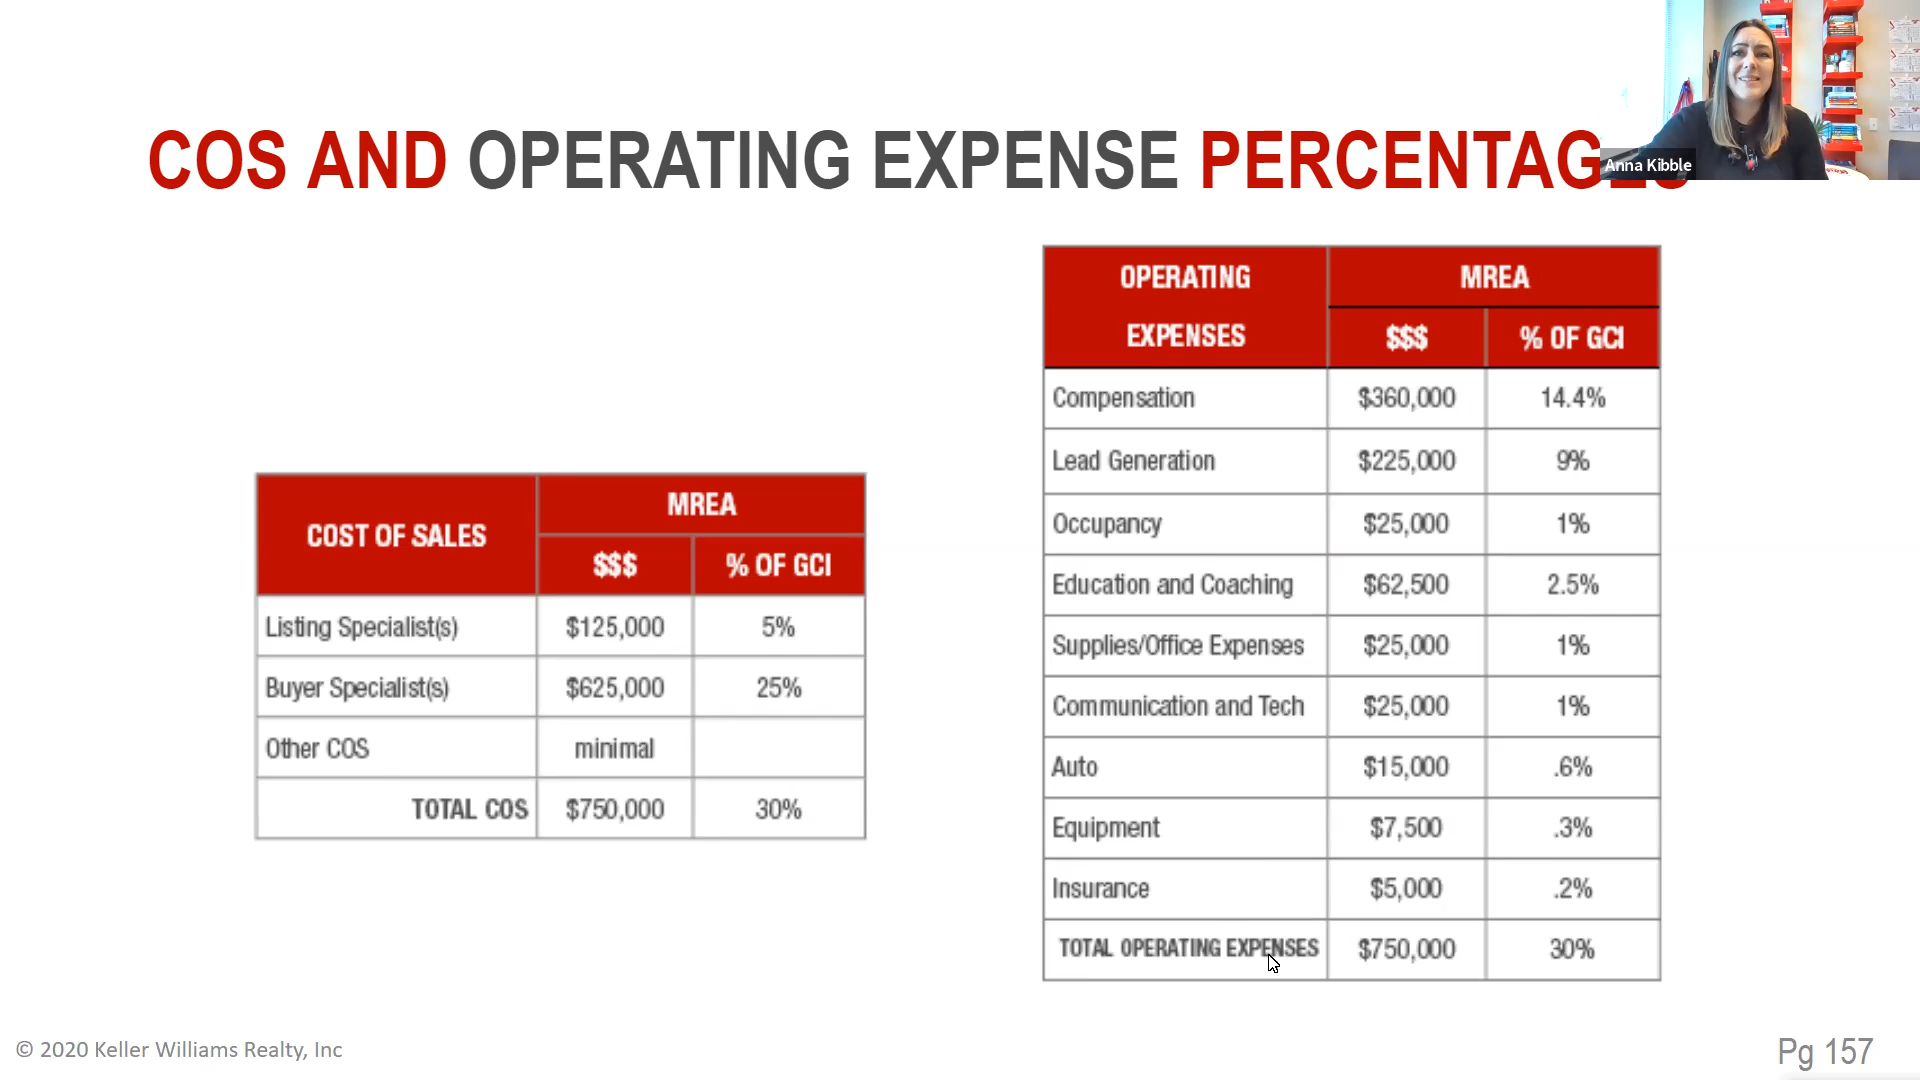 COS AND OPERATING EXPENSE PERCENTAGES
Anna Kibble
COST OF SALES
MREA
$$$
% OF GCI
Listing Specialist(s)
$125,000
5%
Buyer Specialist(s)
$625,000
25%
Other COS
minimal
TOTAL COS
$750,000
30%
OPERATING
EXPENSES
MREA
$$$
% OF GCI
Compensation
$360,000
14.4%
Lead Generation
$225,000
9%
Occupancy
$25,000
1%
Education and Coaching
$62,500
2.5%
Supplies/Office Expenses
$25,000
1%
Communication and Tech
$25,000
1%
Auto
$15,000
.6%
Equipment
$7,500
.3%
Insurance
$5,000
.2%
TOTAL OPERATING EXPENSES
$750,000
30%
© 2020 Keller Williams Realty, Inc
Pg 157